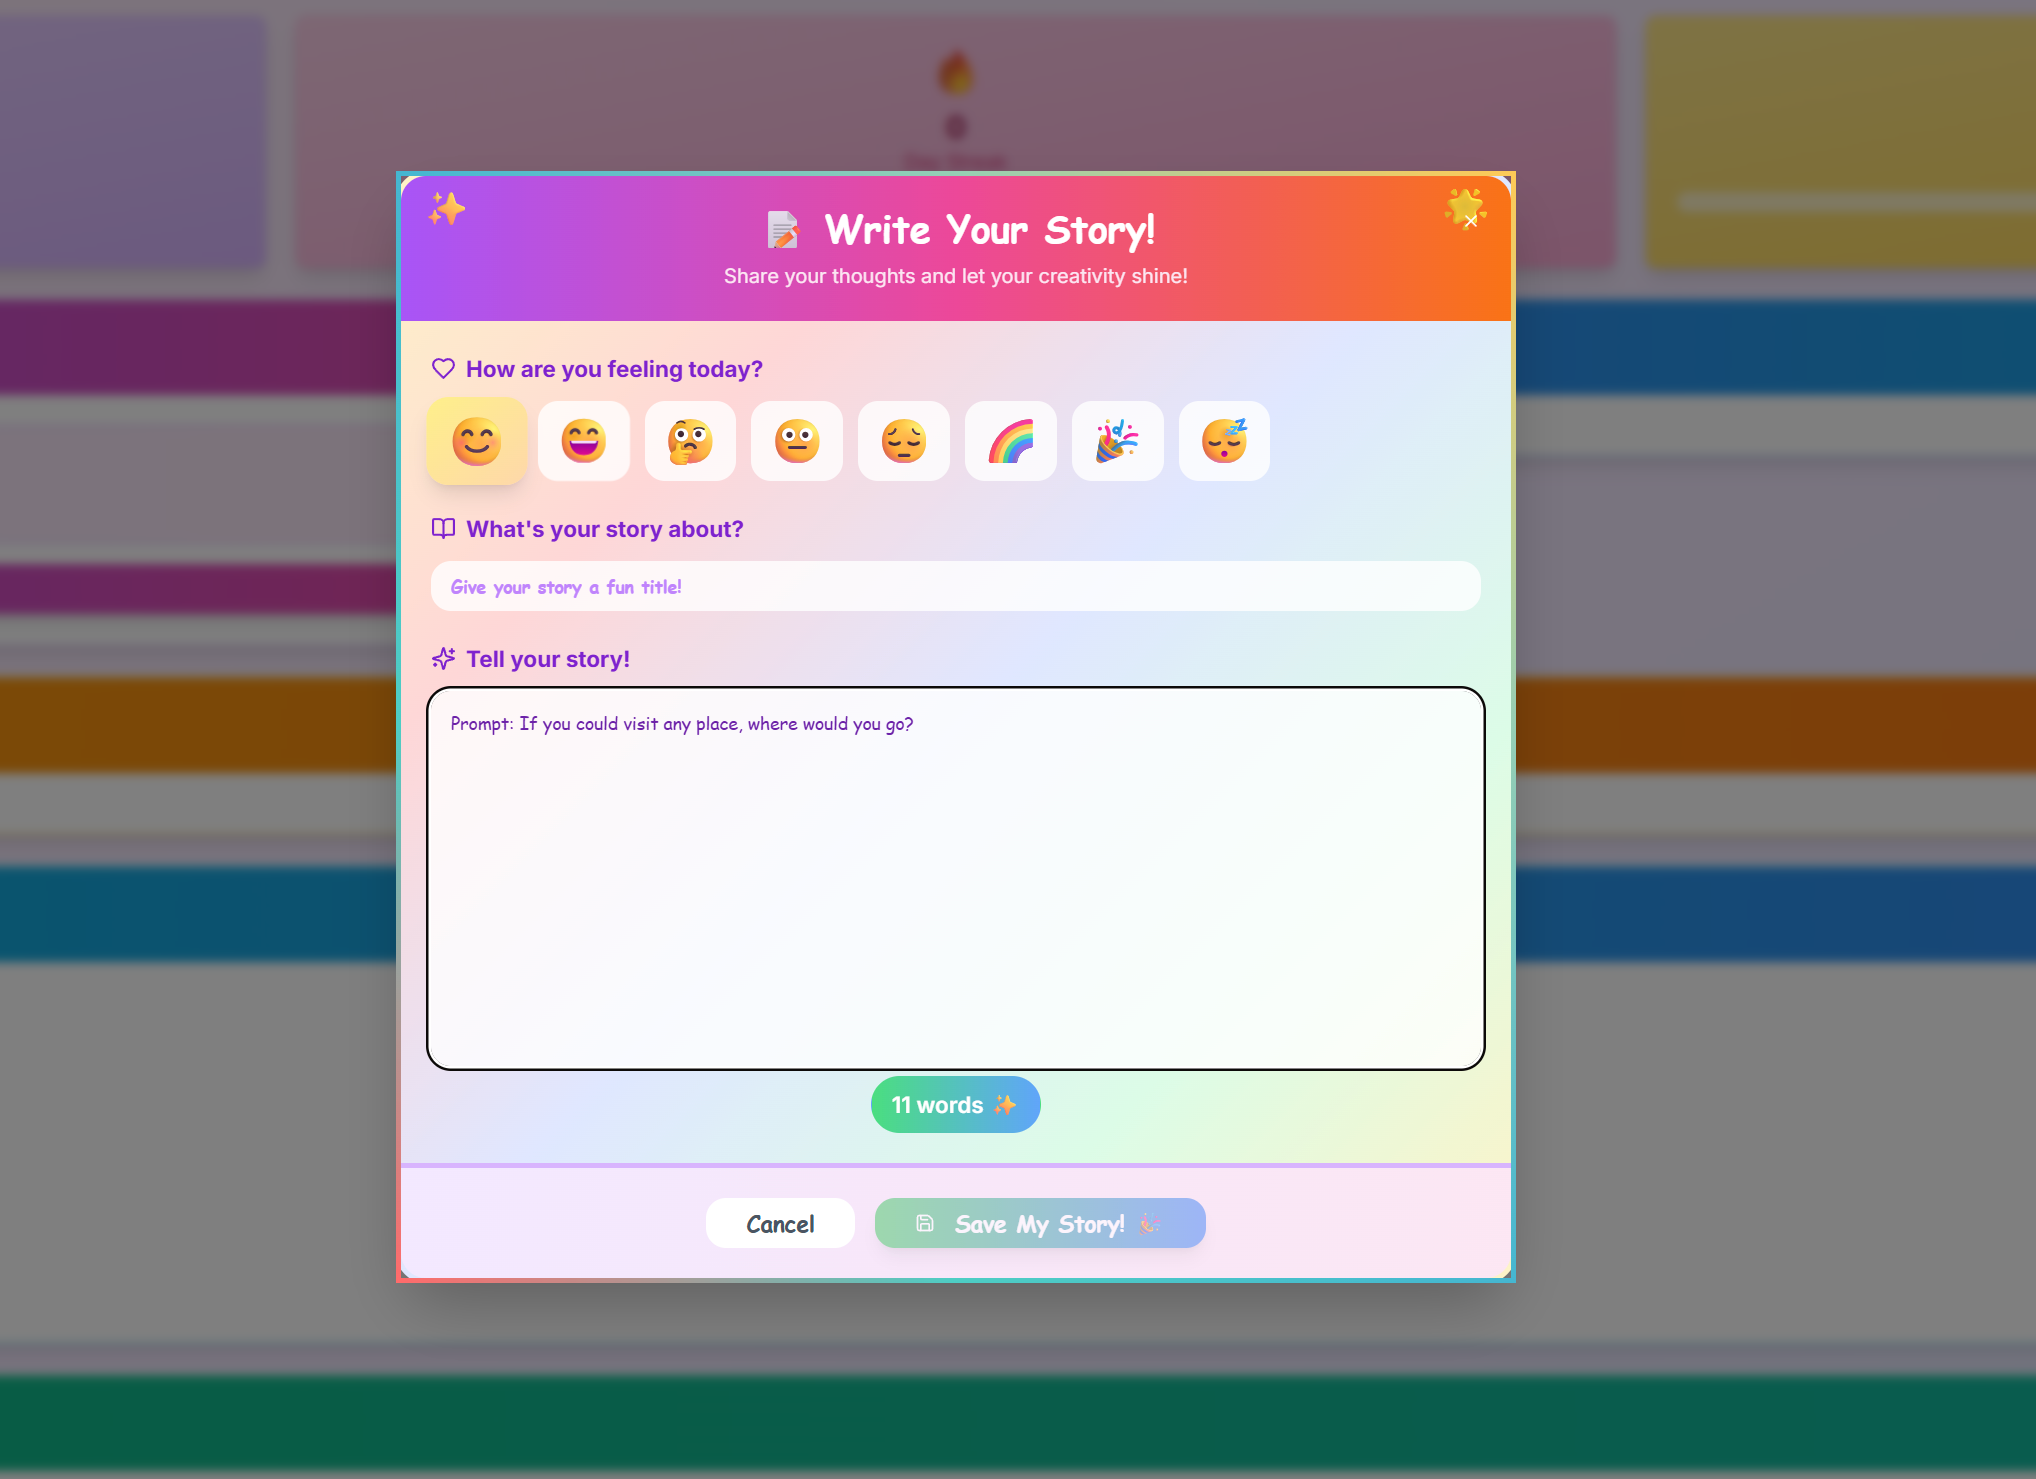 0
Write Your Story!
Share your thoughts and let your creativity shine!
How are you feeling today?
What's your story about?
Give your story a fun title!
Tell your story!
Prompt: If you could visit any place, where would you go?
11 words
Cancel
Save My Story!